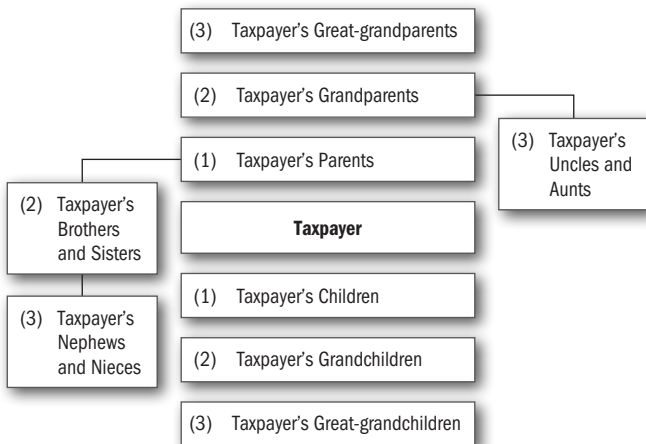 (3) Taxpayer's Great-grandparents
(2) Taxpayer's Grandparents
(3) Taxpayer's
Uncles and
Aunts
(1) Taxpayer's Parents
(2) Taxpayer's
Brothers
and Sisters
Taxpayer
(3) Taxpayer's
Nephews
and Nieces
(1) Taxpayer's Children
(2) Taxpayer's Grandchildren
(3) Taxpayer's Great-grandchildren